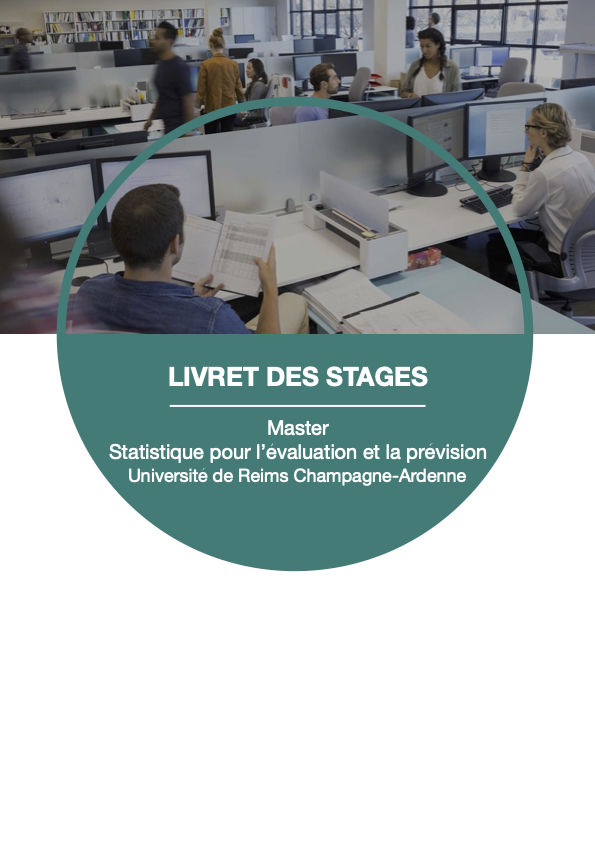 LIVRET DES STAGES
Master
Statistique pour l’évaluation et la prévision
Université de Reims Champagne-Ardenne